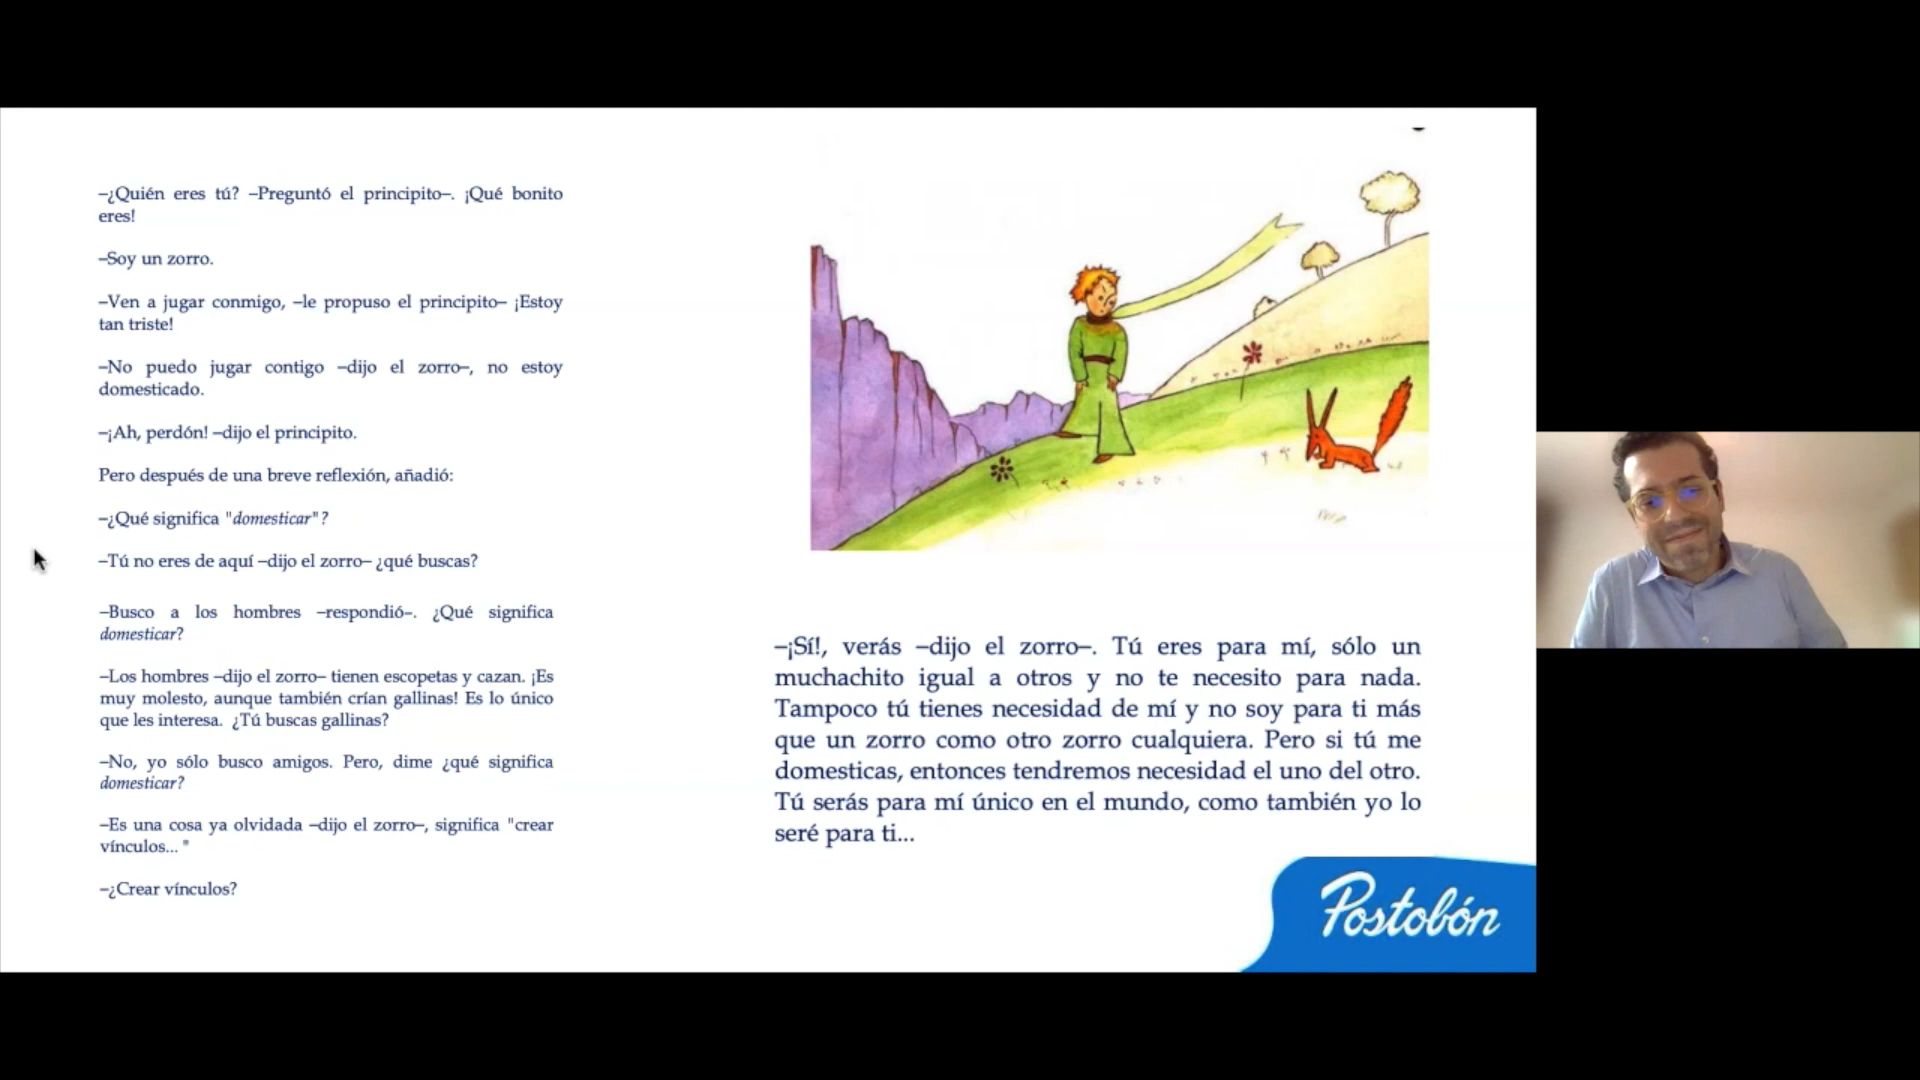 –¿Quién eres tú? –Preguntó el principito–. ¡Qué bonito
eres!
–Soy un zorro.
–Ven a jugar conmigo, –le propuso el principito– ¡Estoy
tan triste!
–No puedo jugar contigo –dijo el zorro–, no estoy
domesticado.
–¡Ah, perdón! –dijo el principito.
Pero después de una breve reflexión, añadió:
–¿Qué significa "domesticar"?
–Tú no eres de aquí –dijo el zorro– ¿qué buscas?
–Busco a los hombres –respondió–. ¿Qué significa
domesticar?
–Los hombres –dijo el zorro– tienen escopetas y cazan. ¡Es
muy molesto, aunque también crían gallinas! Es lo único
que les interesa. ¿Tú buscas gallinas?
–No, yo sólo busco amigos. Pero, dime ¿qué significa
domesticar?
–Es una cosa ya olvidada –dijo el zorro–, significa "crear
vínculos... "
–¿Crear vínculos?
–¡Sí!, verás –dijo el zorro–. Tú eres para mí, sólo un
muchachito igual a otros y no te necesito para nada.
Tampoco tú tienes necesidad de mí y no soy para ti más
que un zorro como otro zorro cualquiera. Pero si tú me
domesticas, entonces tendremos necesidad el uno del otro.
Tú serás para mí único en el mundo, como también yo lo
seré para ti...
Postobón